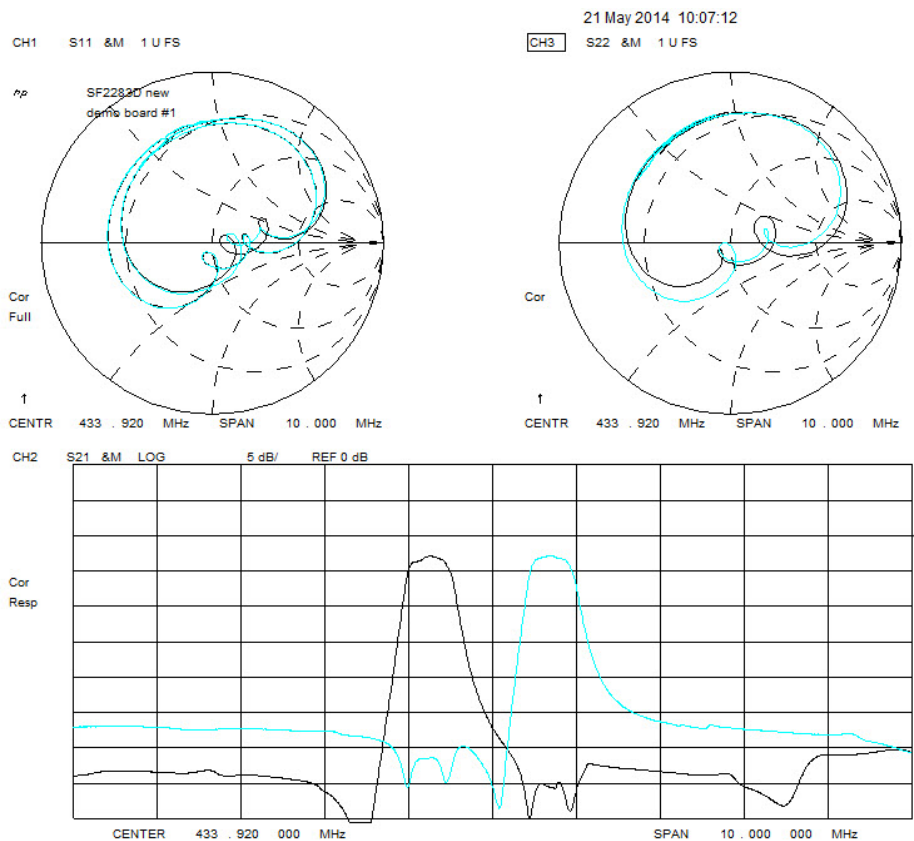 21 May 2014 10:07:12
CH1 S11 &M 1 U FS
CH3 S22 &M 1 U FS
hp
SF2283D new
demo board #1
Cor
Full
Cor
↑
↑
CENTR 433 . 920 MHz SPAN 10 . 000 MHz
CENTR 433 . 920 MHz SPAN 10 . 000 MHz
CH2 S21 &M LOG 5 dB/ REF 0 dB
Cor
Resp
CENTER 433 . 920 000 MHz SPAN 10 . 000 000 MHz